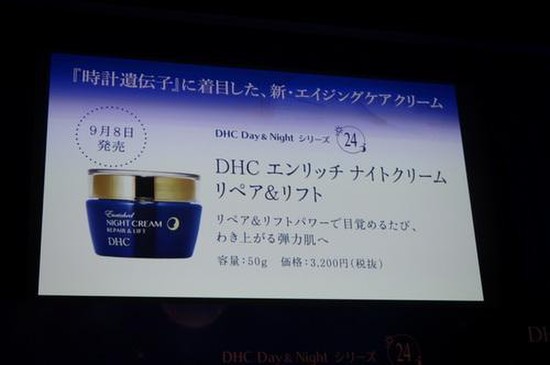 『時計遺伝子』に着目した、新・エイジングケアクリーム
9月8日
発売
DHC Day & Night シリーズ 24
DHC エンリッチ ナイトクリーム
リペア&リフト
リペア&リフトパワーで目覚めるたび、
わき上がる弾力肌へ
容量:50g 価格:3,200円(税抜)
Enriched
NIGHT CREAM
REPAIR & LIFT
DHC
DHC Day & Night シリーズ 24
DH